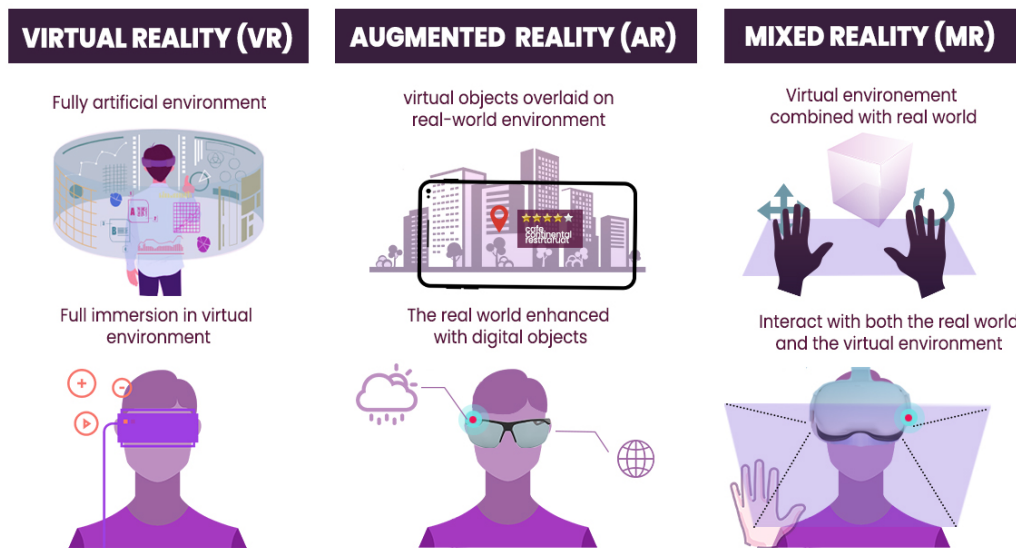 VIRTUAL REALITY (VR)
Fully artificial environment
Full immersion in virtual
environment
AUGMENTED REALITY (AR)
virtual objects overlaid on
real-world environment
cafe
continental
restrtaruat
The real world enhanced
with digital objects
MIXED REALITY (MR)
Virtual environement
combined with real world
Interact with both the real world
and the virtual environment